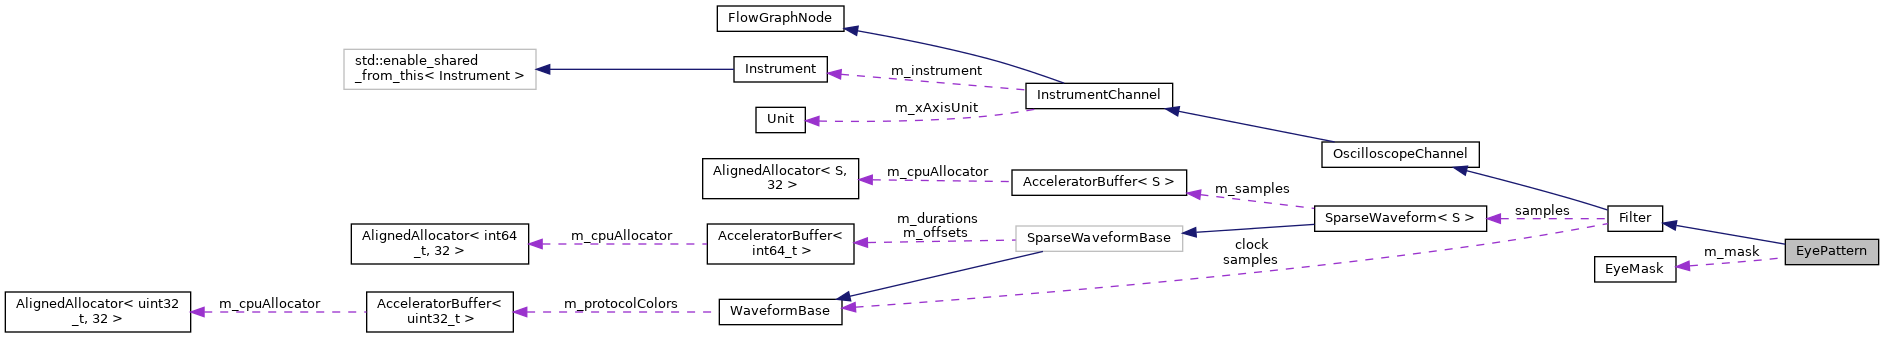 FlowGraphNode
std::enable_shared
_from_this< Instrument >
Instrument
m_instrument
InstrumentChannel
m_xAxisUnit
Unit
OscilloscopeChannel
AlignedAllocator< S,
32 >
m_cpuAllocator
AcceleratorBuffer< S >
m_samples
SparseWaveform< S >
samples
Filter
AlignedAllocator< int64
_t, 32 >
m_cpuAllocator
AcceleratorBuffer<
int64_t >
m_durations
m_offsets
SparseWaveformBase
clock
samples
EyePattern
m_mask
EyeMask
AlignedAllocator< uint32
_t, 32 >
m_cpuAllocator
AcceleratorBuffer<
uint32_t >
m_protocolColors
WaveformBase